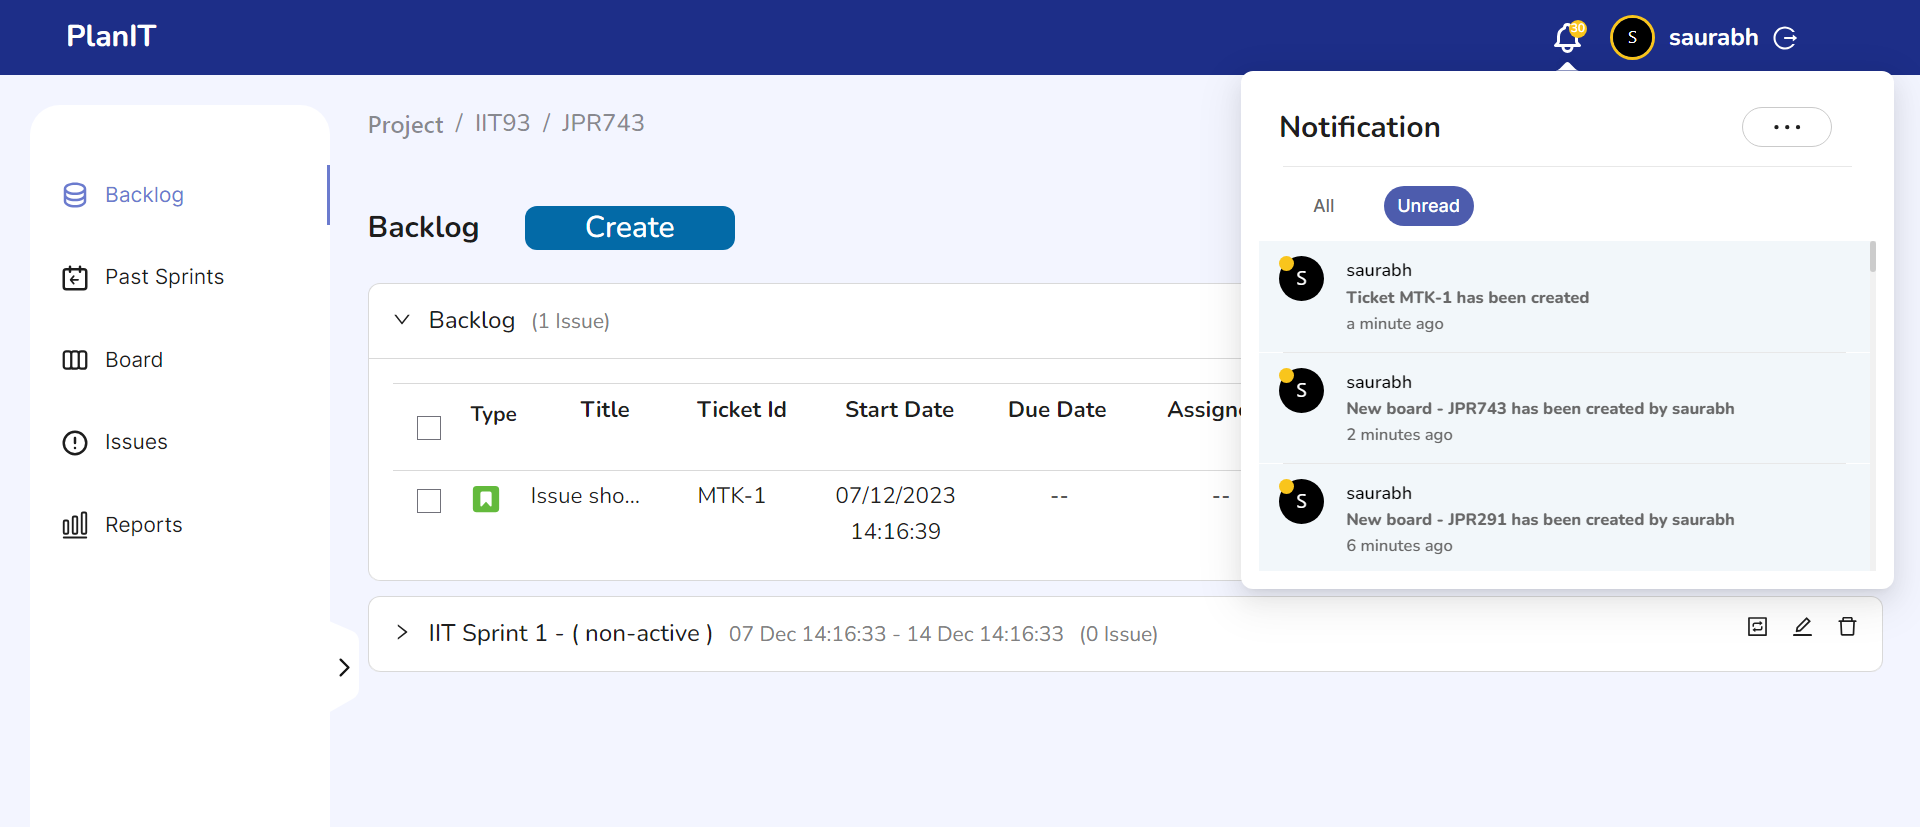 PlanIT
30
S
saurabh
Backlog
Past Sprints
Board
Issues
Reports
Project / IIT93 / JPR743
Backlog
Create
Backlog (1 Issue)
Type Title Ticket Id Start Date Due Date Assigne
Issue sho... MTK-1 07/12/2023 -- --
14:16:39
IIT Sprint 1 - ( non-active ) 07 Dec 14:16:33 - 14 Dec 14:16:33 (0 Issue)
Notification
All Unread
S
saurabh
Ticket MTK-1 has been created
a minute ago
S
saurabh
New board - JPR743 has been created by saurabh
2 minutes ago
S
saurabh
New board - JPR291 has been created by saurabh
6 minutes ago